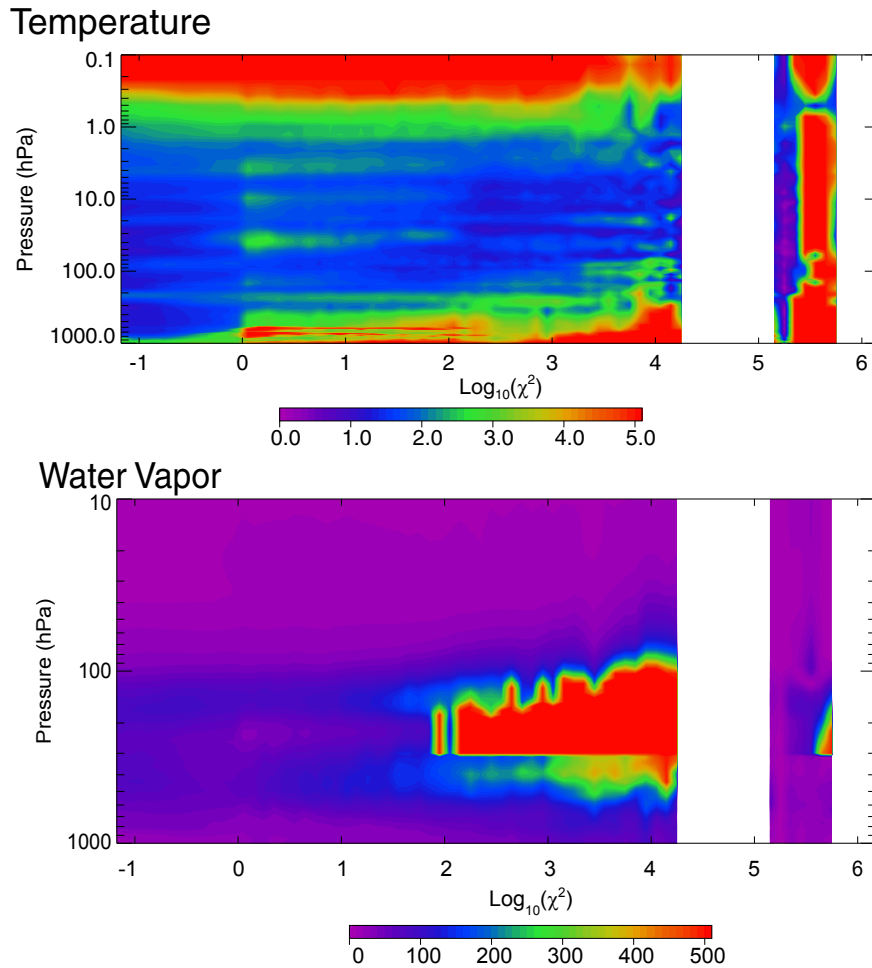 Temperature
0.1
1.0
10.0
100.0
1000.0
Pressure (hPa)
-1 0 1 2 3 4 5 6
Log₁₀(χ²)
0.0 1.0 2.0 3.0 4.0 5.0
Water Vapor
10
100
1000
Pressure (hPa)
-1 0 1 2 3 4 5 6
Log₁₀(χ²)
0 100 200 300 400 500